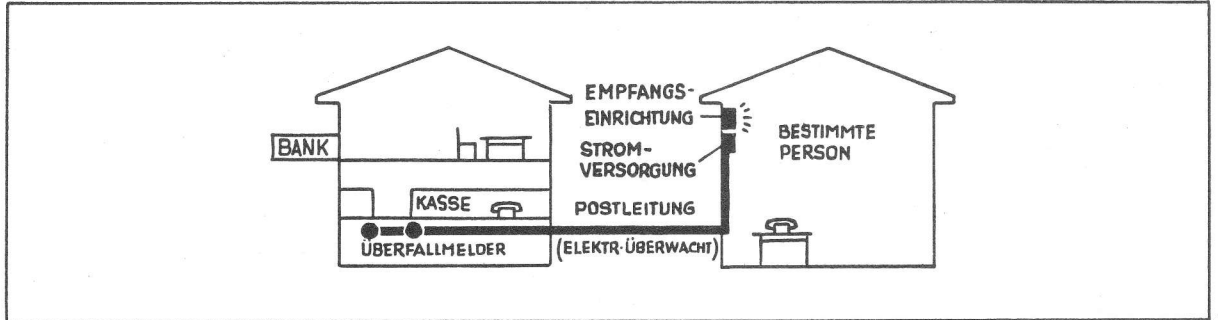 BANK
KASSE
ÜBERFALLMELDER
EMPFANGS-
EINRICHTUNG
STROM-
VERSORGUNG
POSTLEITUNG
(ELEKTR.ÜBERWACHT)
BESTIMMTE
PERSON